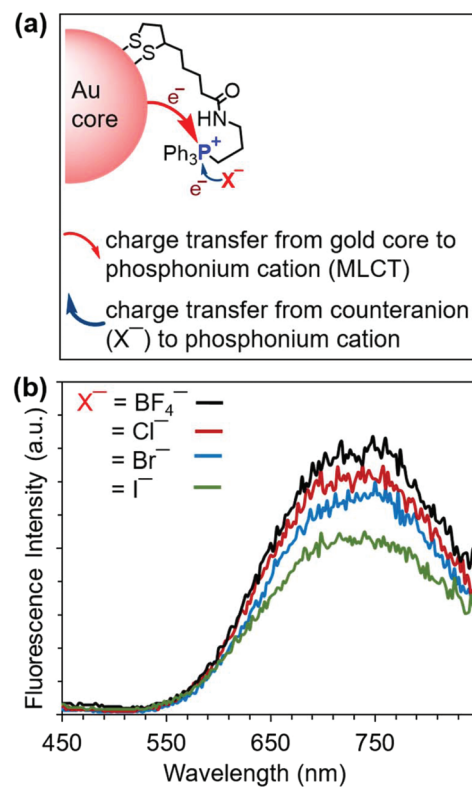 (a)
S
S
Au
core
e⁻
O
HN
Ph₃P⁺
e⁻
X⁻
charge transfer from gold core to
phosphonium cation (MLCT)
charge transfer from counteranion
(X⁻) to phosphonium cation
(b)
X⁻ = BF₄⁻
= Cl⁻
= Br⁻
= I⁻
Fluorescence Intensity (a.u.)
450 550 650 750
Wavelength (nm)